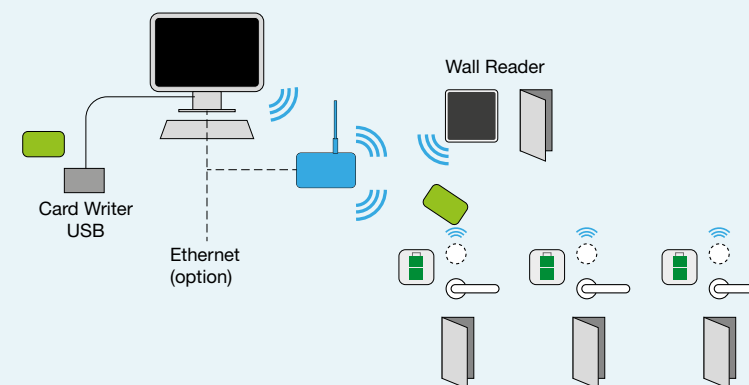 Wall Reader
Card Writer
USB
Ethernet
(option)